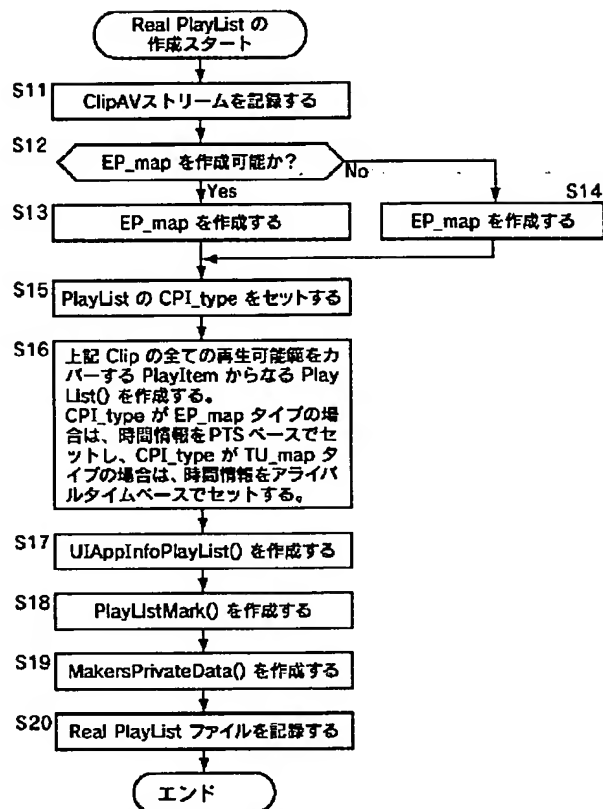 Real PlayList の
作成スタート
S11
ClipAVストリームを記録する
S12
EP_map を作成可能か?
No
Yes
S13
EP_map を作成する
S14
EP_map を作成する
S15
PlayList の CPI_type をセットする
S16
上記 Clip の全ての再生可能範をカ
バーする PlayItem からなる Play
List() を作成する。
CPI_type が EP_map タイプの場
合は、時間情報をPTSベースでセ
ットし、CPI_type が TU_map タ
イプの場合は、時間情報をアライバ
ルタイムベースでセットする。
S17
UIAppInfoPlayList() を作成する
S18
PlayListMark() を作成する
S19
MakersPrivateData() を作成する
S20
Real PlayList ファイルを記録する
エンド